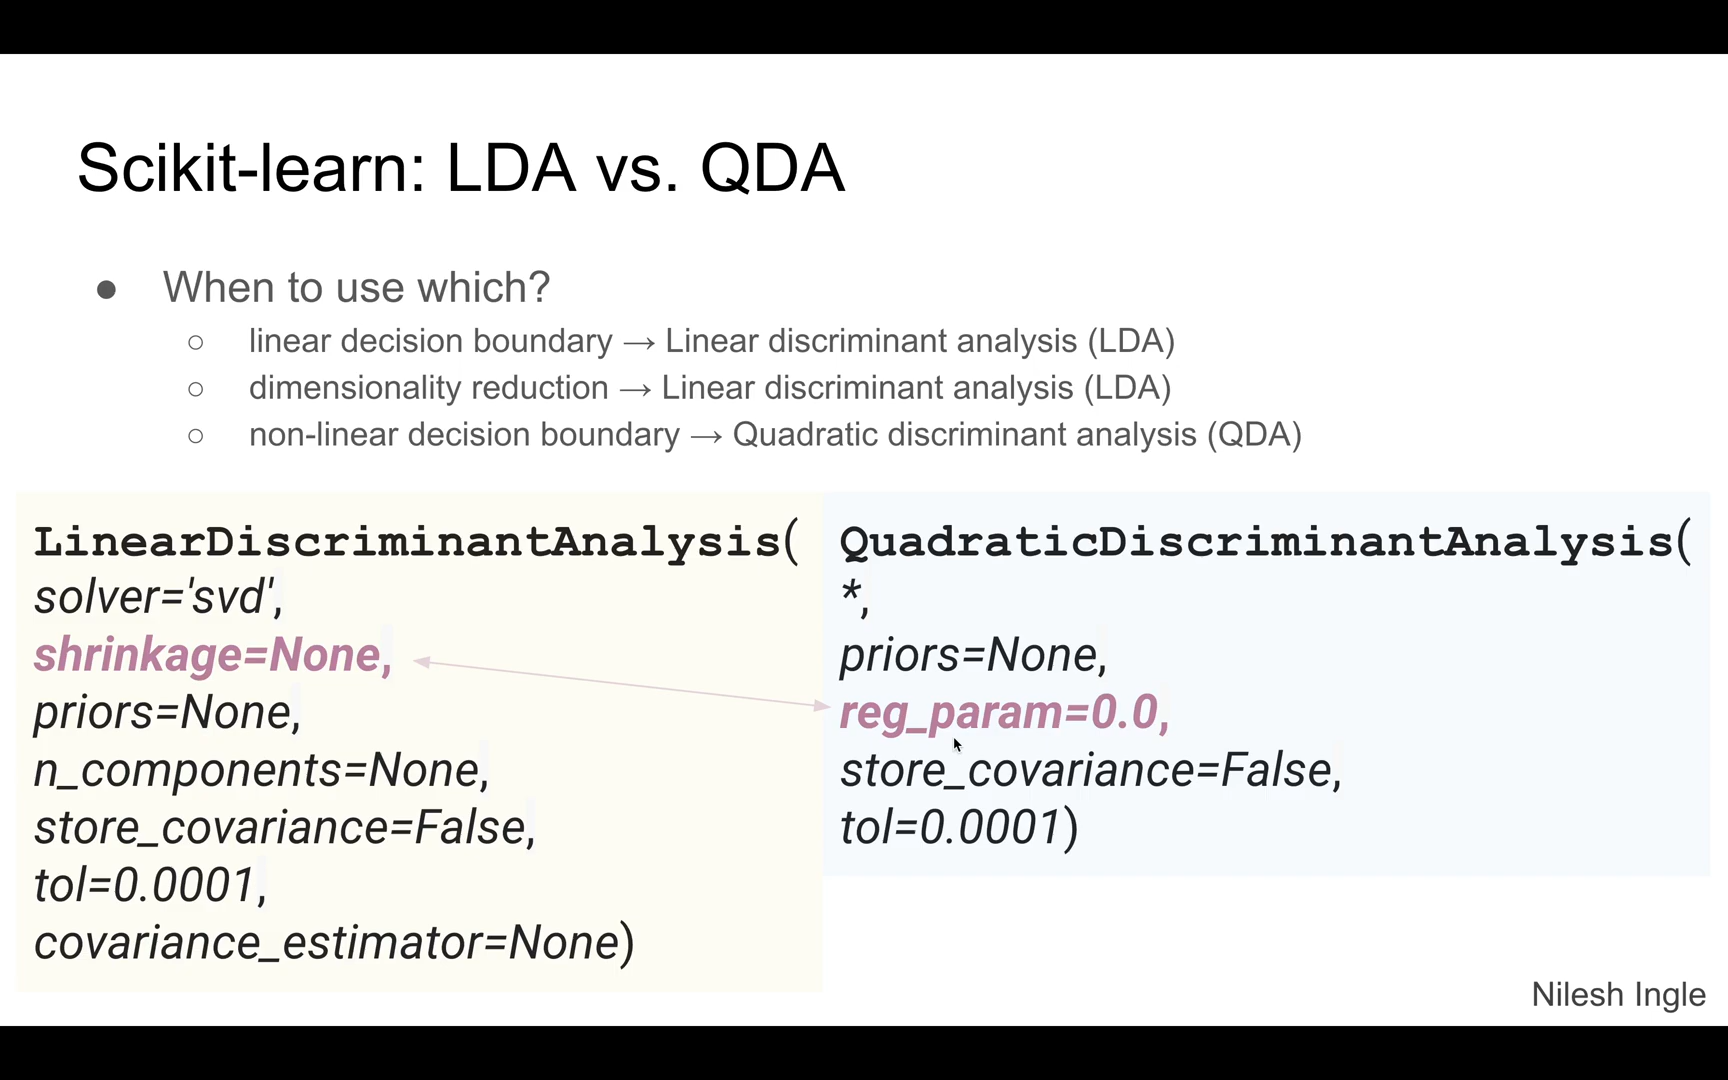 Scikit-learn: LDA vs. QDA
● When to use which?
○ linear decision boundary → Linear discriminant analysis (LDA)
○ dimensionality reduction → Linear discriminant analysis (LDA)
○ non-linear decision boundary → Quadratic discriminant analysis (QDA)
LinearDiscriminantAnalysis(
solver='svd',
shrinkage=None,
priors=None,
n_components=None,
store_covariance=False,
tol=0.0001,
covariance_estimator=None)
QuadraticDiscriminantAnalysis(
*,
priors=None,
reg_param=0.0,
store_covariance=False,
tol=0.0001)
Nilesh Ingle